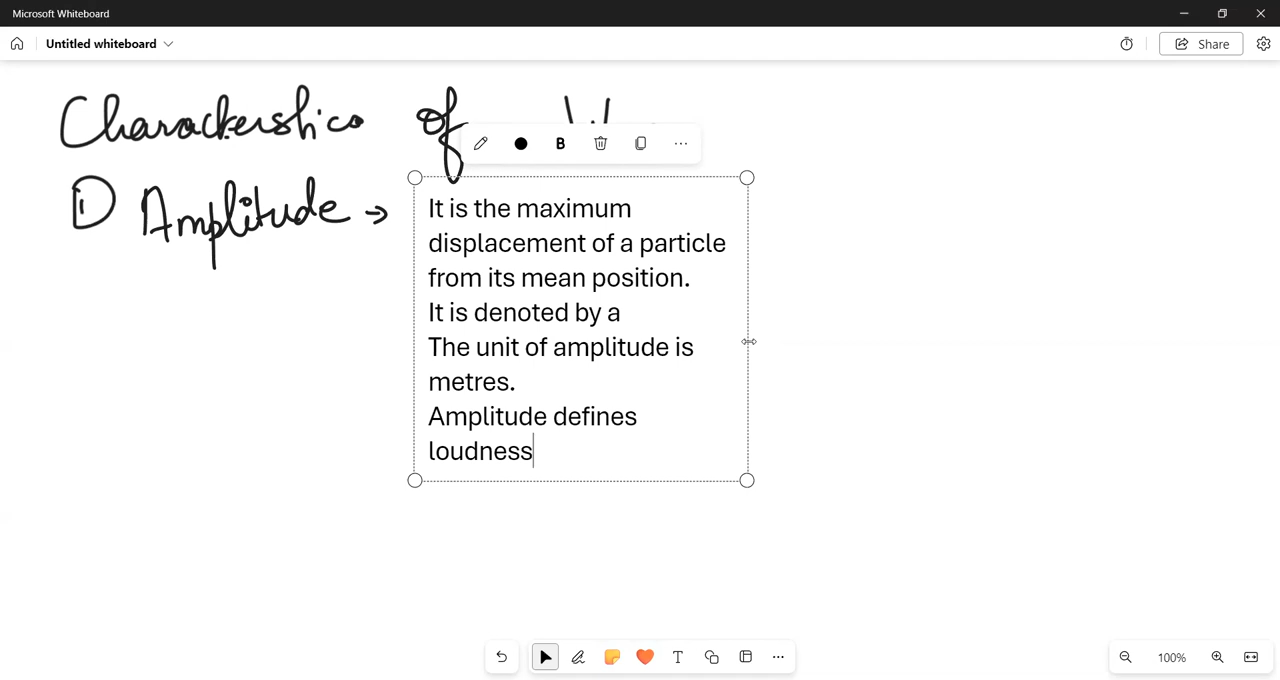 Microsoft Whiteboard
Untitled whiteboard
Share
Characteristics of
B
1) Amplitude →
It is the maximum
displacement of a particle
from its mean position.
It is denoted by a
The unit of amplitude is
metres.
Amplitude defines
loudness
T
100%